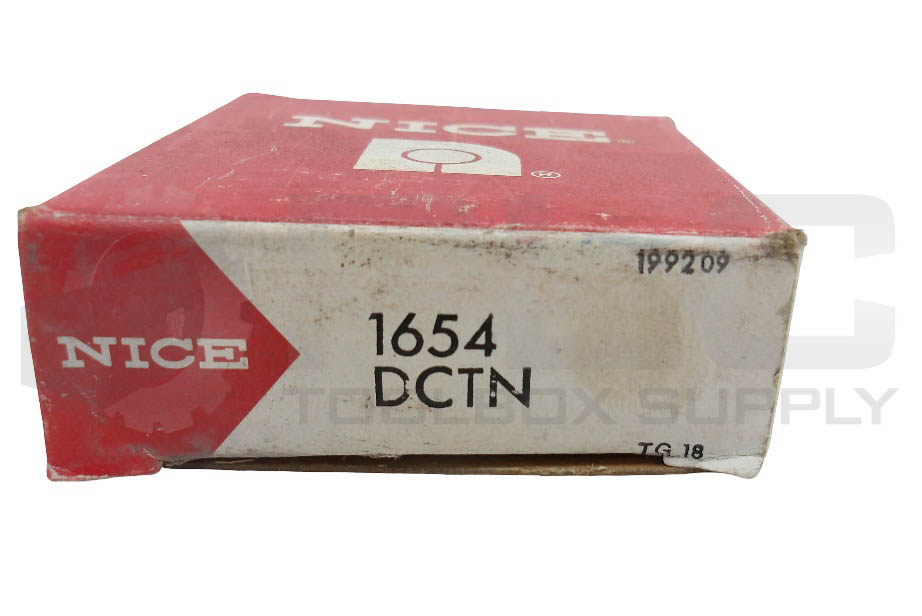 NICE®
®
199209
NICE
1654
DCTN
TOOLBOX SUPPLY
TG 18